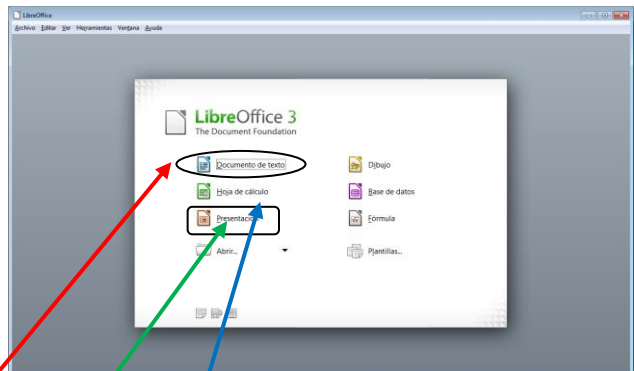 LibreOffice
Archivo Editar Ver Herramientas Ventana Ayuda
LibreOffice 3
The Document Foundation
Documento de texto
Dibujo
Hoja de cálculo
Base de datos
Presentación
Fórmula
Abrir...
Plantillas...